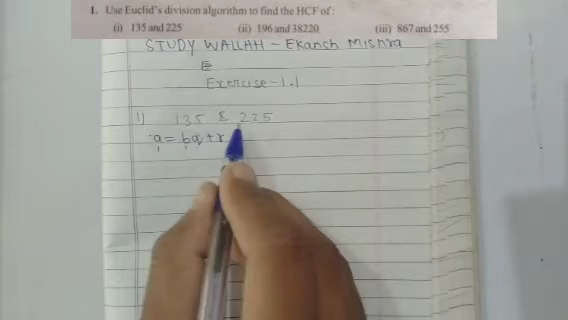 1. Use Euclid's division algorithm to find the HCF of :
(i) 135 and 225 (ii) 196 and 38220 (iii) 867 and 255
STUDY WALLAH - Ekansh Mishra
E
Exercise-1.1
1) 135 & 225
a = bq+r